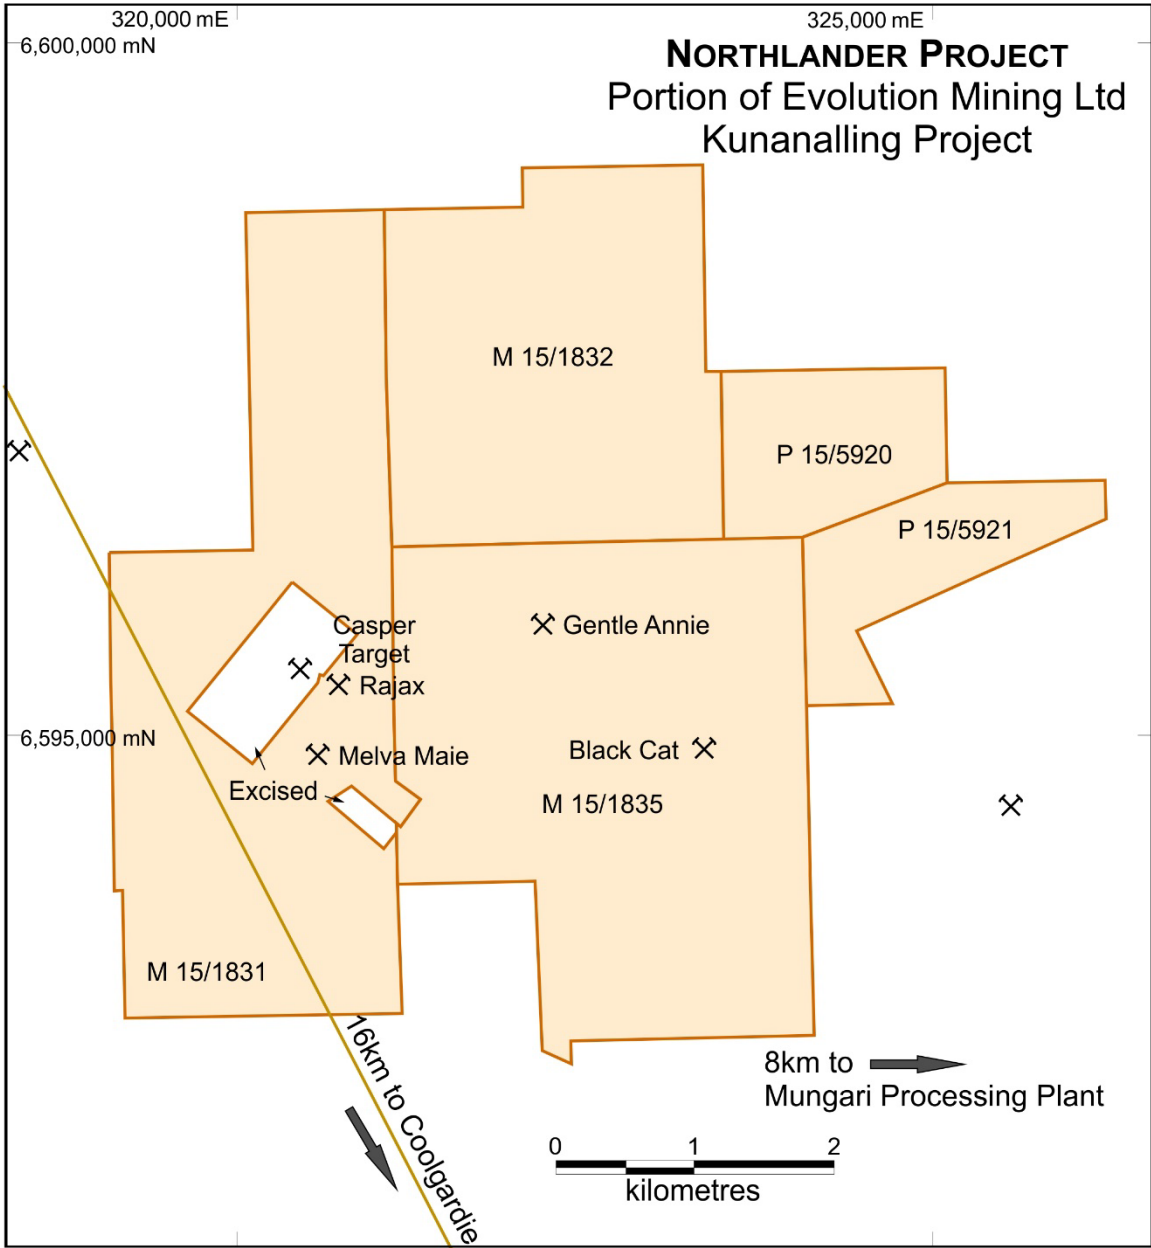 320,000 mE
325,000 mE
6,600,000 mN
NORTHLANDER PROJECT
Portion of Evolution Mining Ltd
Kunanalling Project
M 15/1832
P 15/5920
P 15/5921
Casper
Target
Gentle Annie
Rajax
6,595,000 mN
Melva Maie
Black Cat
Excised
M 15/1835
M 15/1831
16km to Coolgardie
8km to
Mungari Processing Plant
0 1 2
kilometres